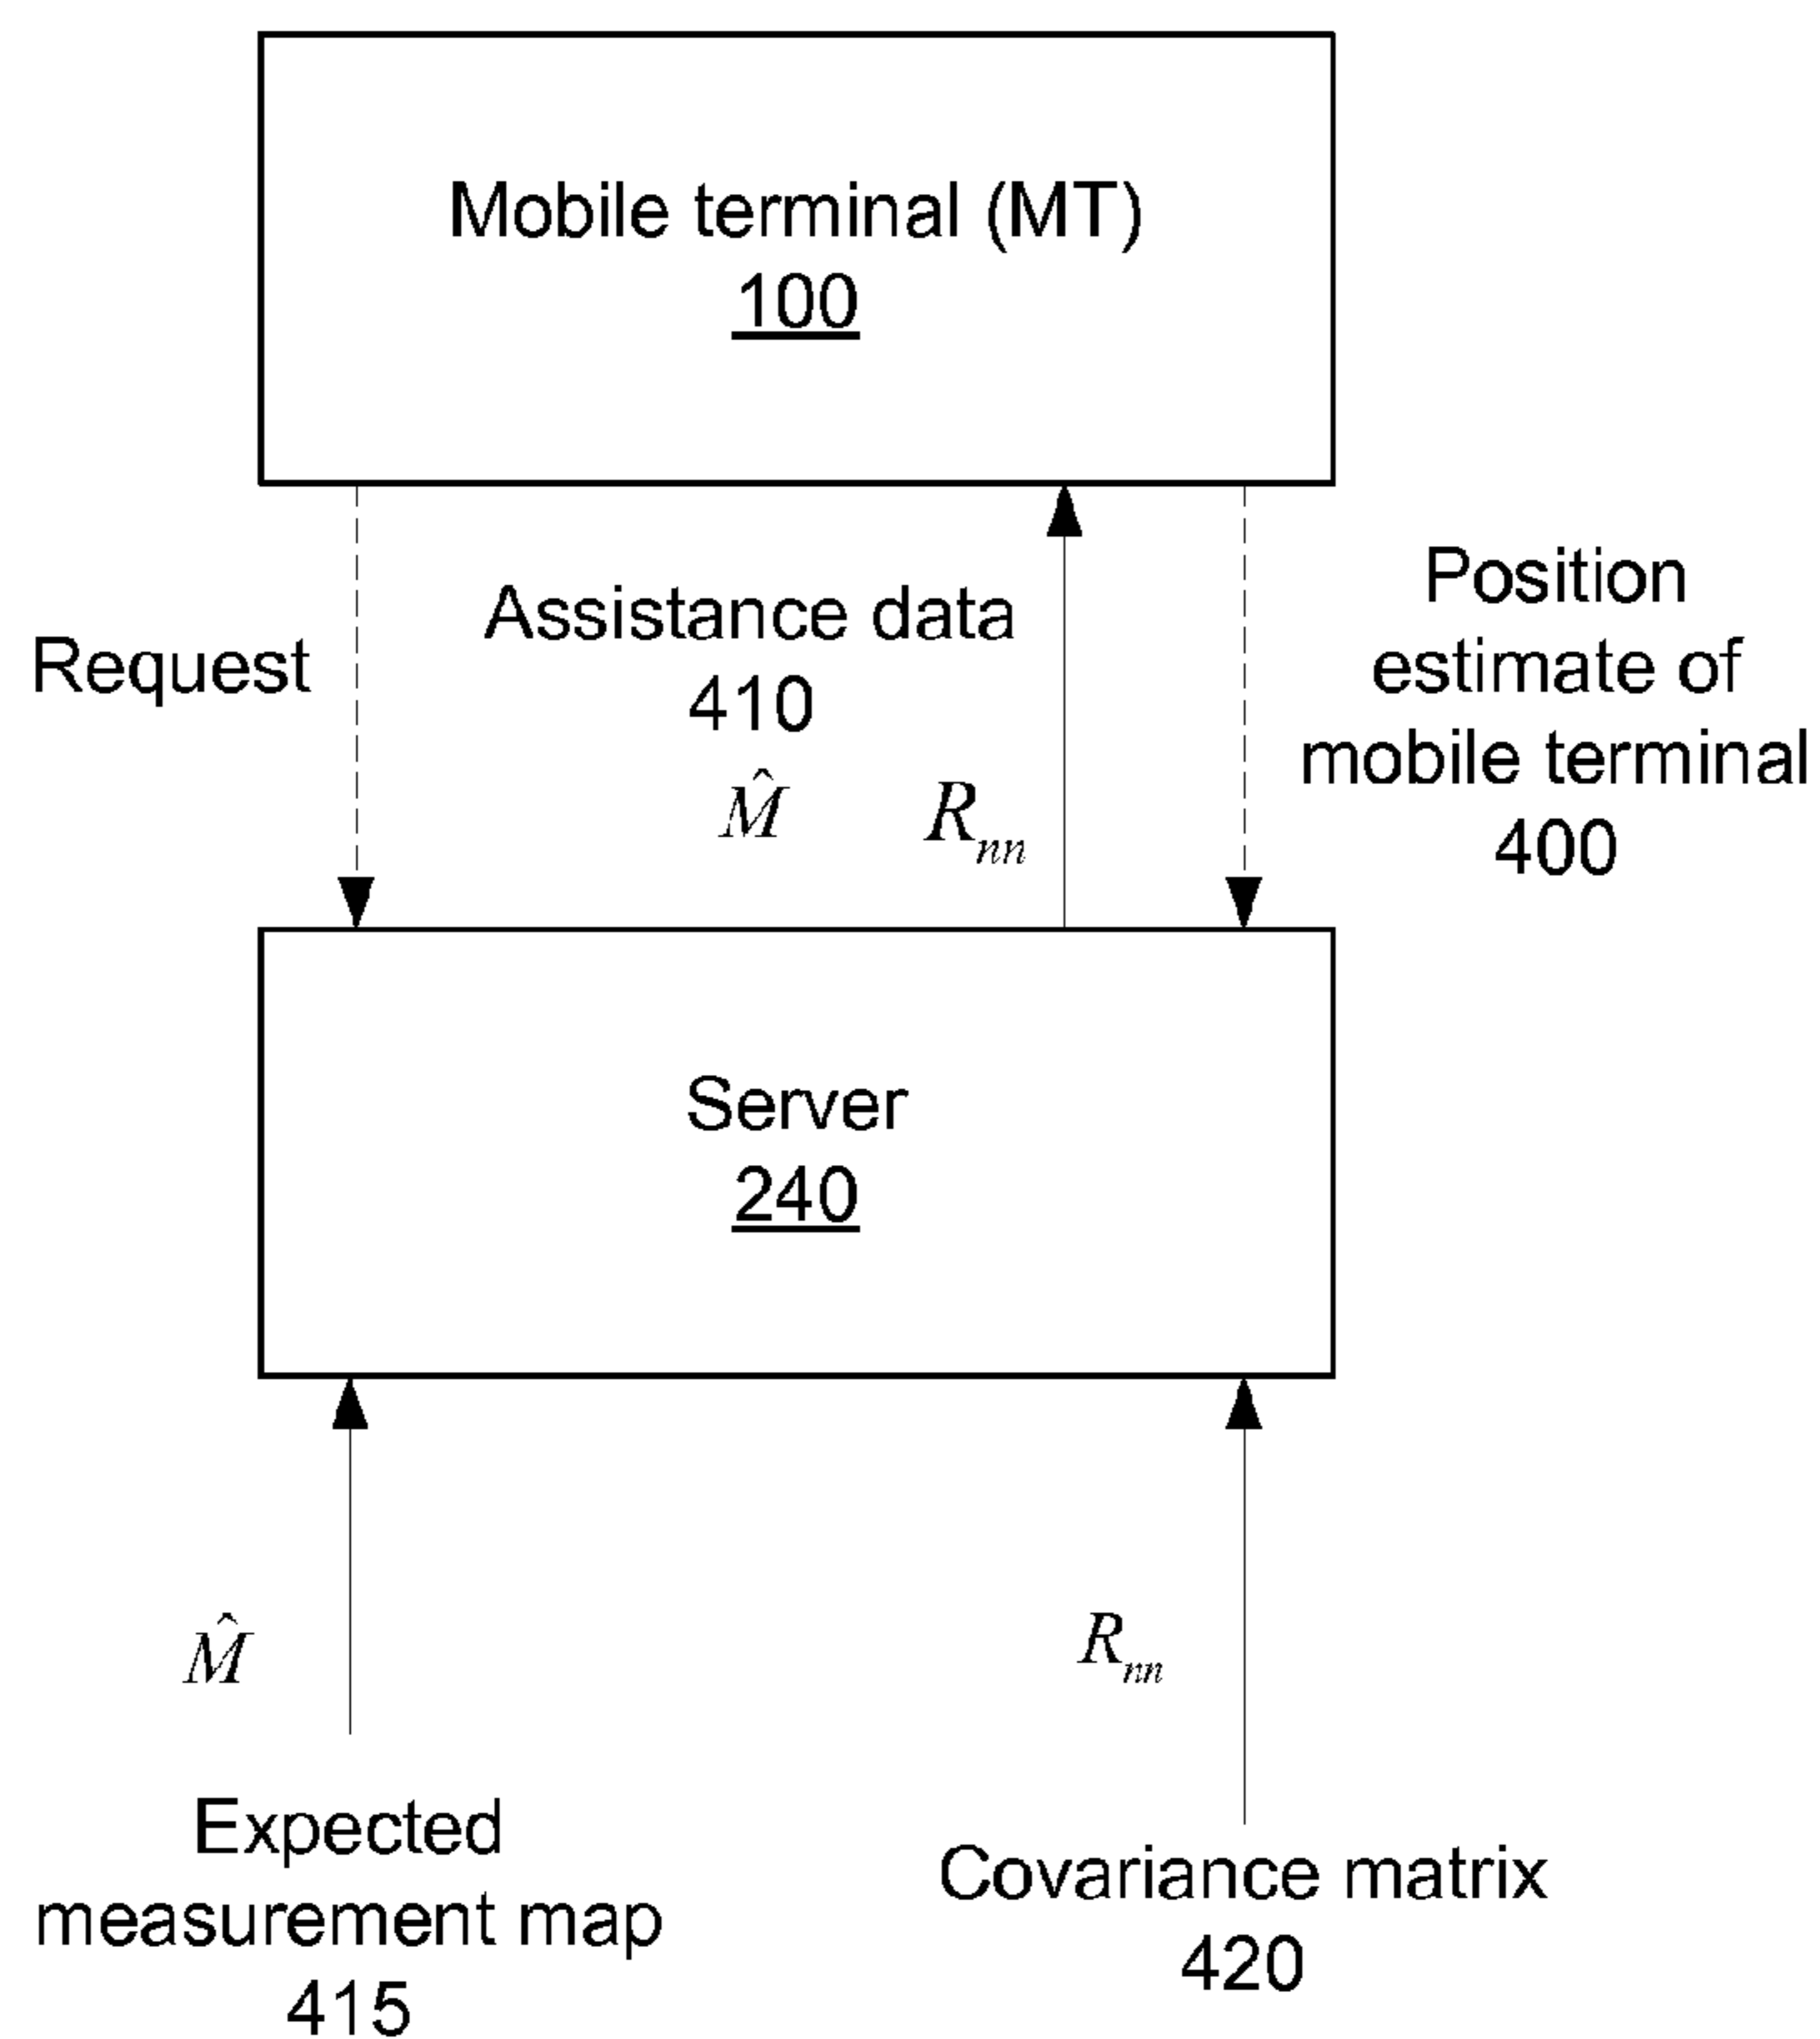 Mobile terminal (MT)
100
Request
Assistance data
410
M̂ R_nn
Position
estimate of
mobile terminal
400
Server
240
M̂
R_nn
Expected
measurement map
415
Covariance matrix
420